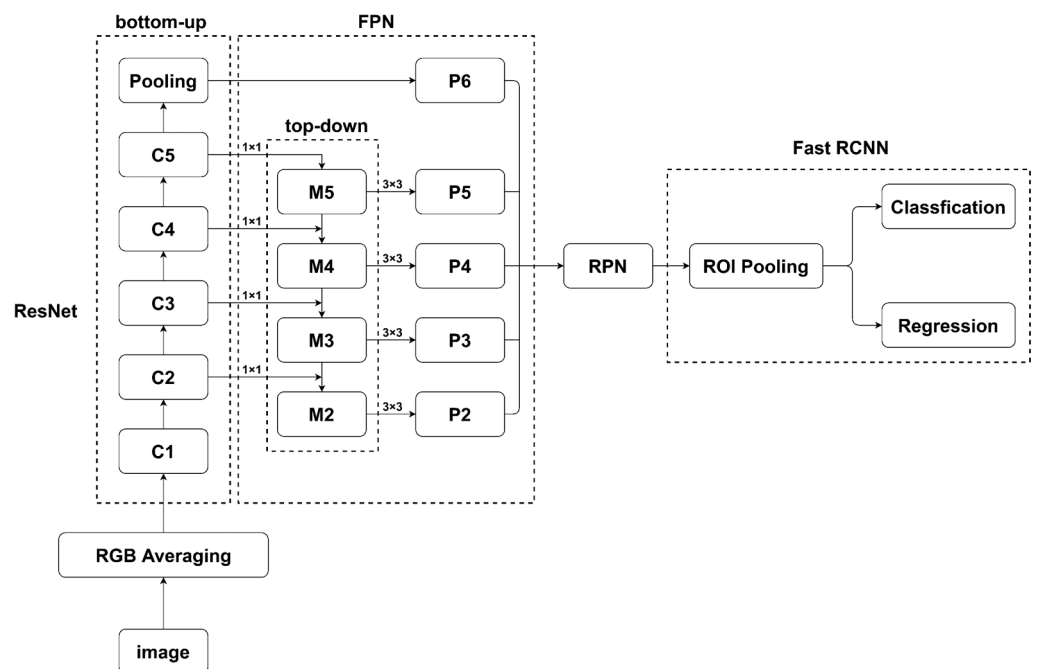 bottom-up
FPN
Pooling
P6
top-down
Fast RCNN
C5
1×1
M5
3×3
P5
Classfication
C4
1×1
M4
3×3
P4
RPN
ROI Pooling
ResNet
C3
1×1
M3
3×3
P3
Regression
C2
1×1
M2
3×3
P2
C1
RGB Averaging
image